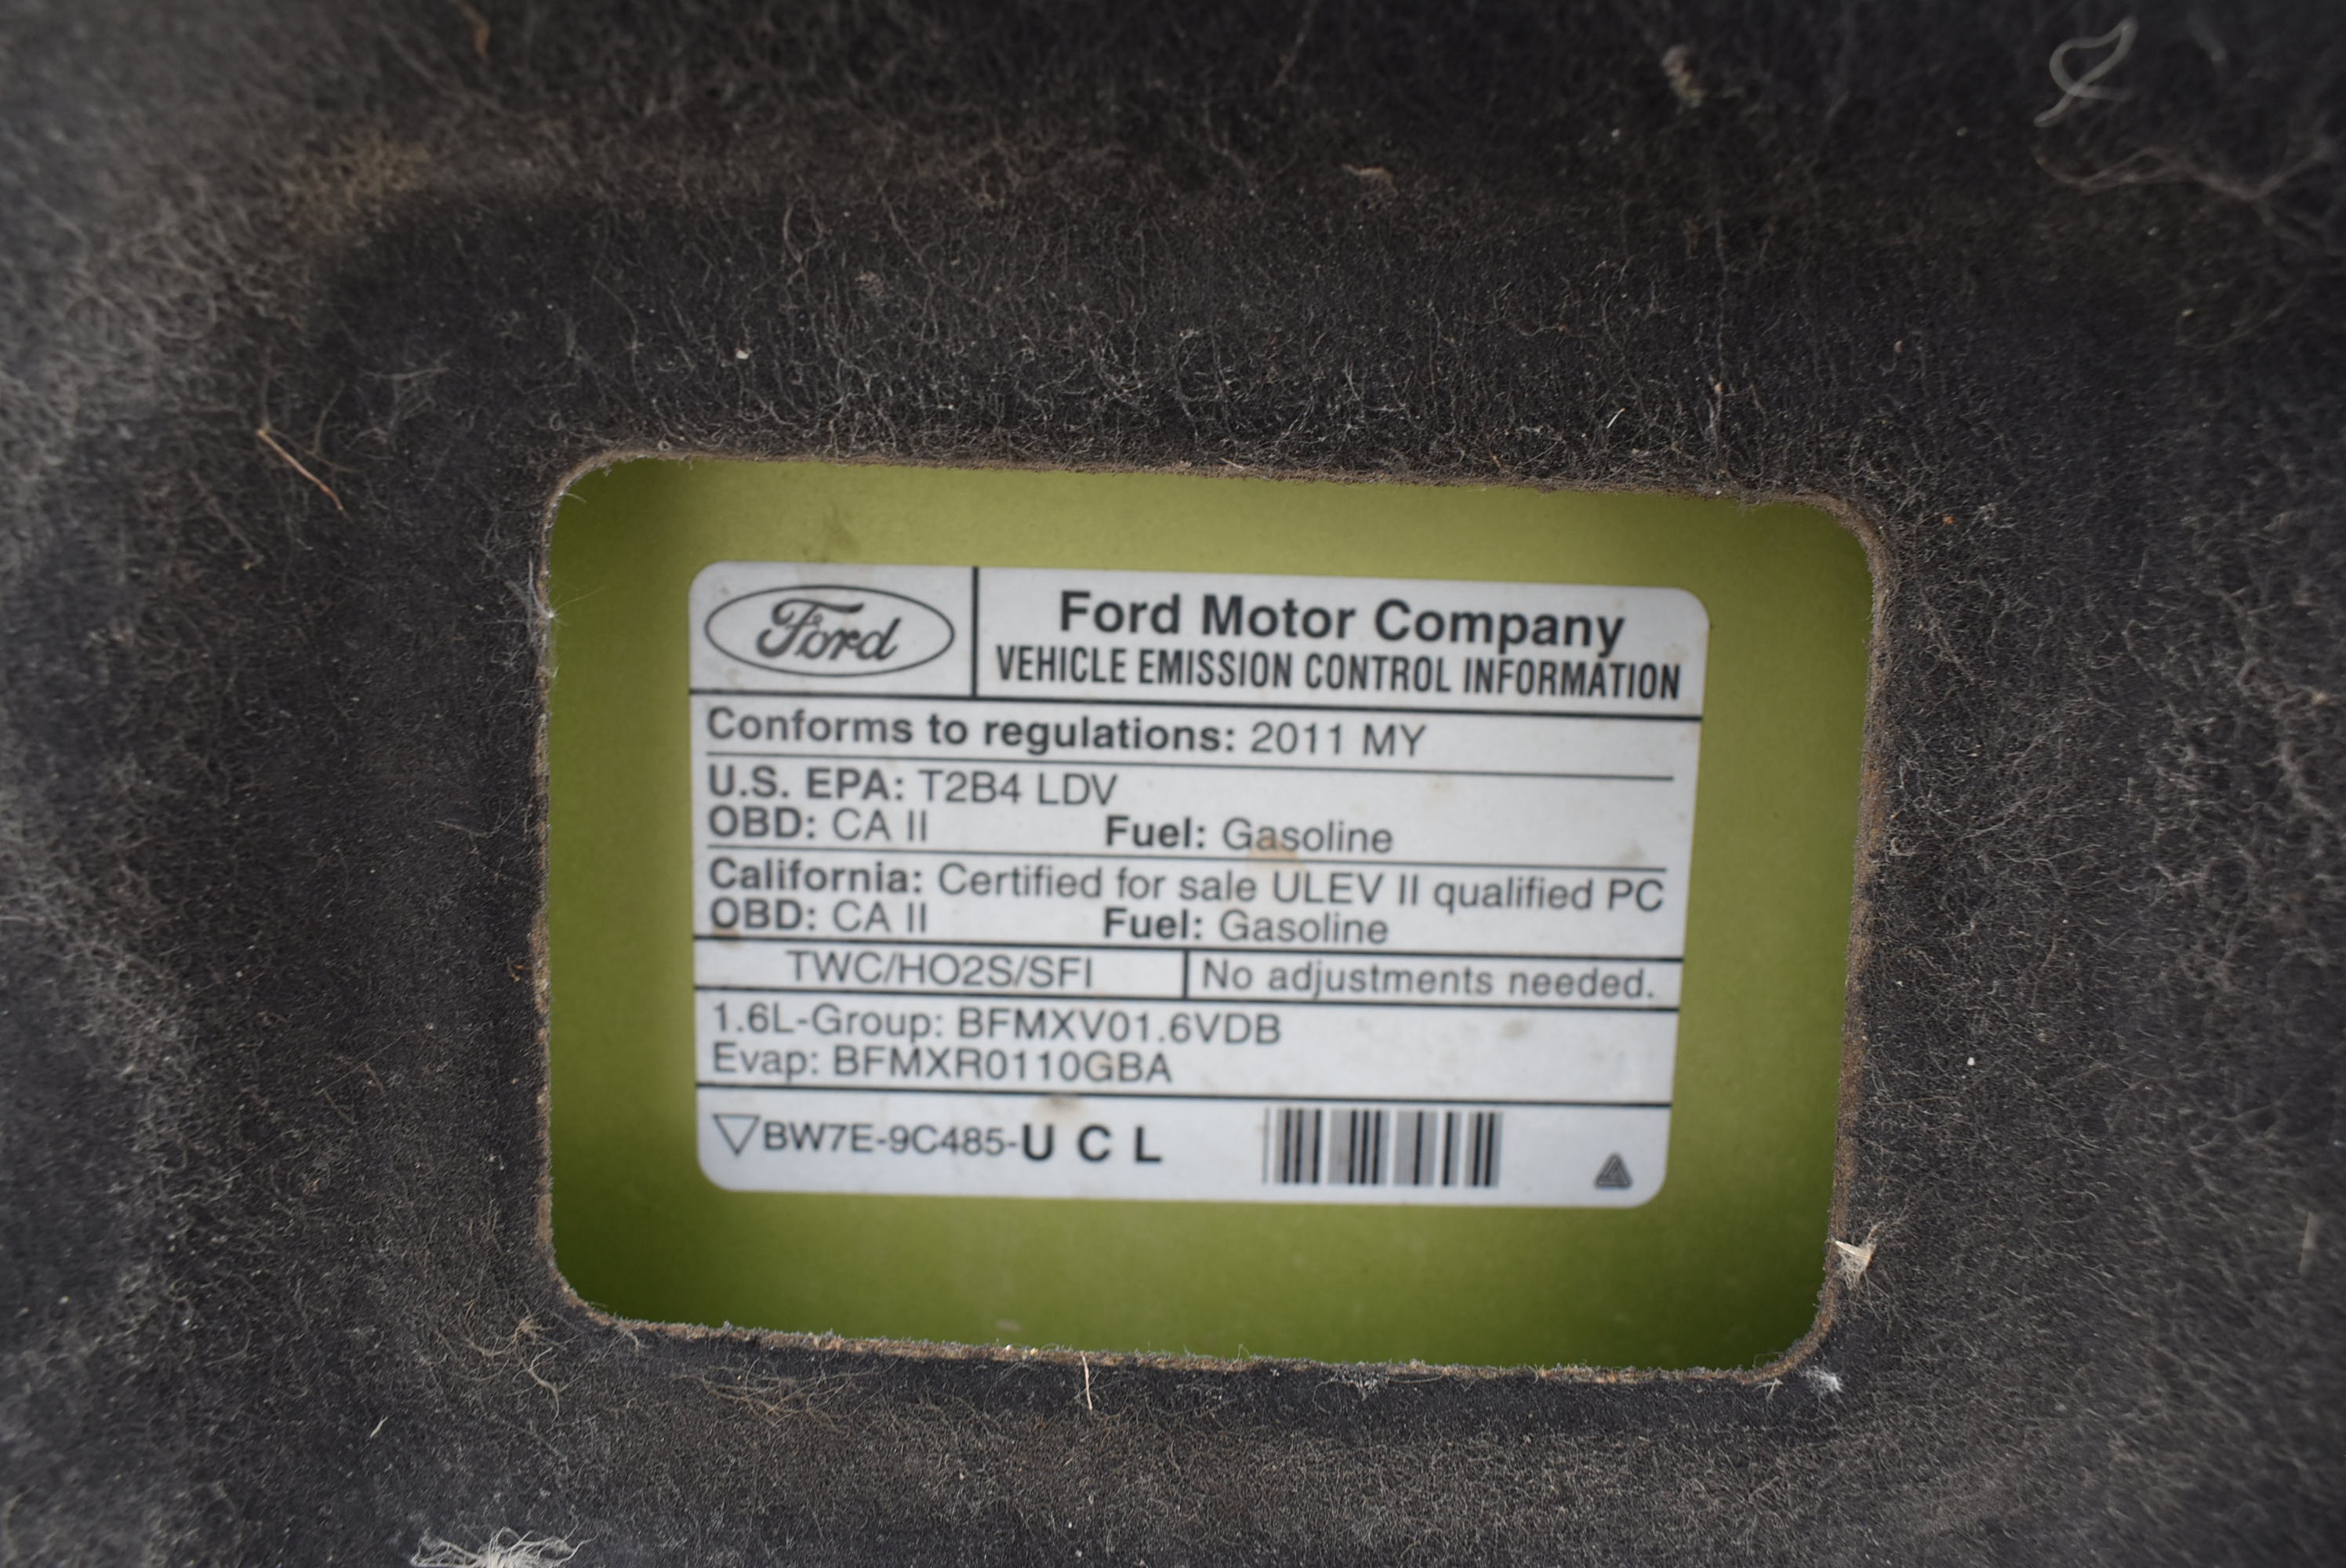 Ford
Ford Motor Company
VEHICLE EMISSION CONTROL INFORMATION
Conforms to regulations: 2011 MY
U.S. EPA: T2B4 LDV
OBD: CA II Fuel: Gasoline
California: Certified for sale ULEV II qualified PC
OBD: CA II Fuel: Gasoline
TWC/HO2S/SFI No adjustments needed.
1.6L-Group: BFMXV01.6VDB
Evap: BFMXR0110GBA
BW7E-9C485-U C L